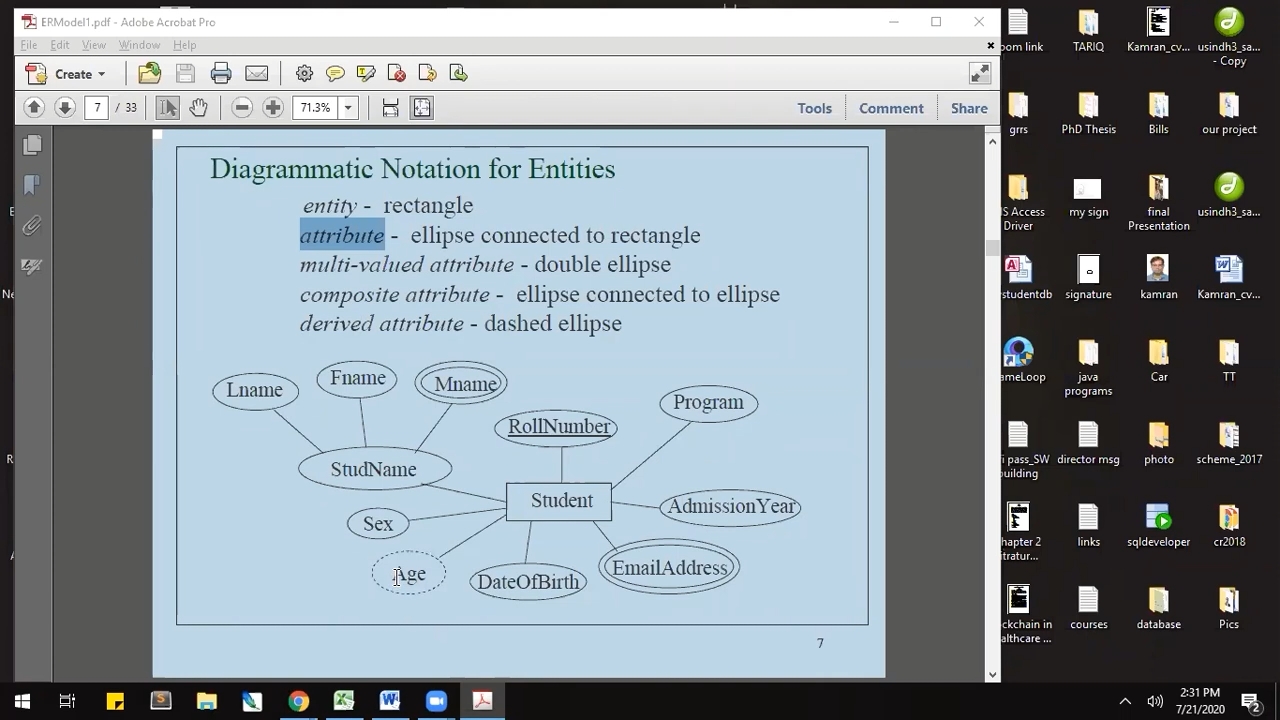 ERModel1.pdf - Adobe Acrobat Pro
File Edit View Window Help
Create
7 / 33
71.3%
Tools Comment Share
Diagrammatic Notation for Entities
entity - rectangle
attribute - ellipse connected to rectangle
multi-valued attribute - double ellipse
composite attribute - ellipse connected to ellipse
derived attribute - dashed ellipse
Lname
Fname
Mname
RollNumber
Program
StudName
Student
AdmissionYear
Sex
Age
DateOfBirth
EmailAddress
7
oom link
TARIQ
Kamran_cv...
usindh3_sa... - Copy
grrs
PhD Thesis
Bills
our project
S Access Driver
my sign
final Presentation
usindh3_sa...
studentdb
signature
kamran
Kamran_cv...
ameLoop
java programs
Car
TT
i pass_SW building
director msg
photo
scheme_2017
hapter 2
links
sqldeveloper
cr2018
ckchain in
ealthcare ...
courses
database
Pics
2:31 PM
7/21/2020
2